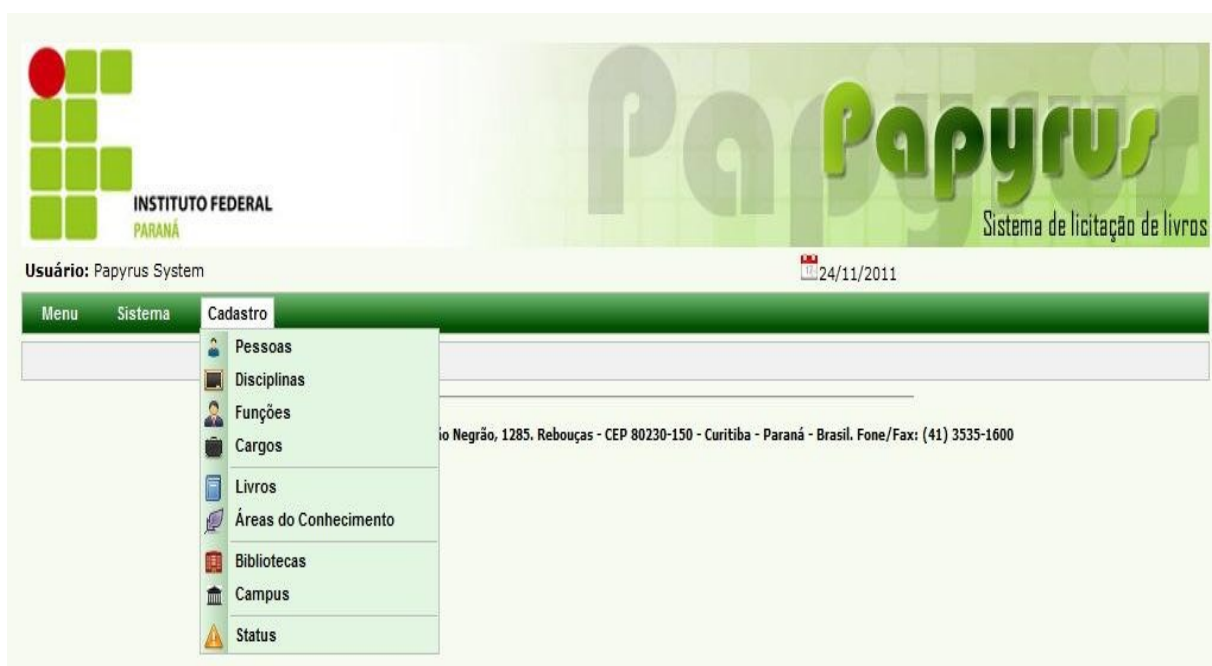 INSTITUTO FEDERAL
PARANÁ
Papyrus
Papyrus
Sistema de licitação de livros
Usuário: Papyrus System
24/11/2011
Menu Sistema Cadastro
Pessoas
Disciplinas
Funções
Cargos
Negrão, 1285. Rebouças - CEP 80230-150 - Curitiba - Paraná - Brasil. Fone/Fax: (41) 3535-1600
Livros
Áreas do Conhecimento
Bibliotecas
Campus
Status